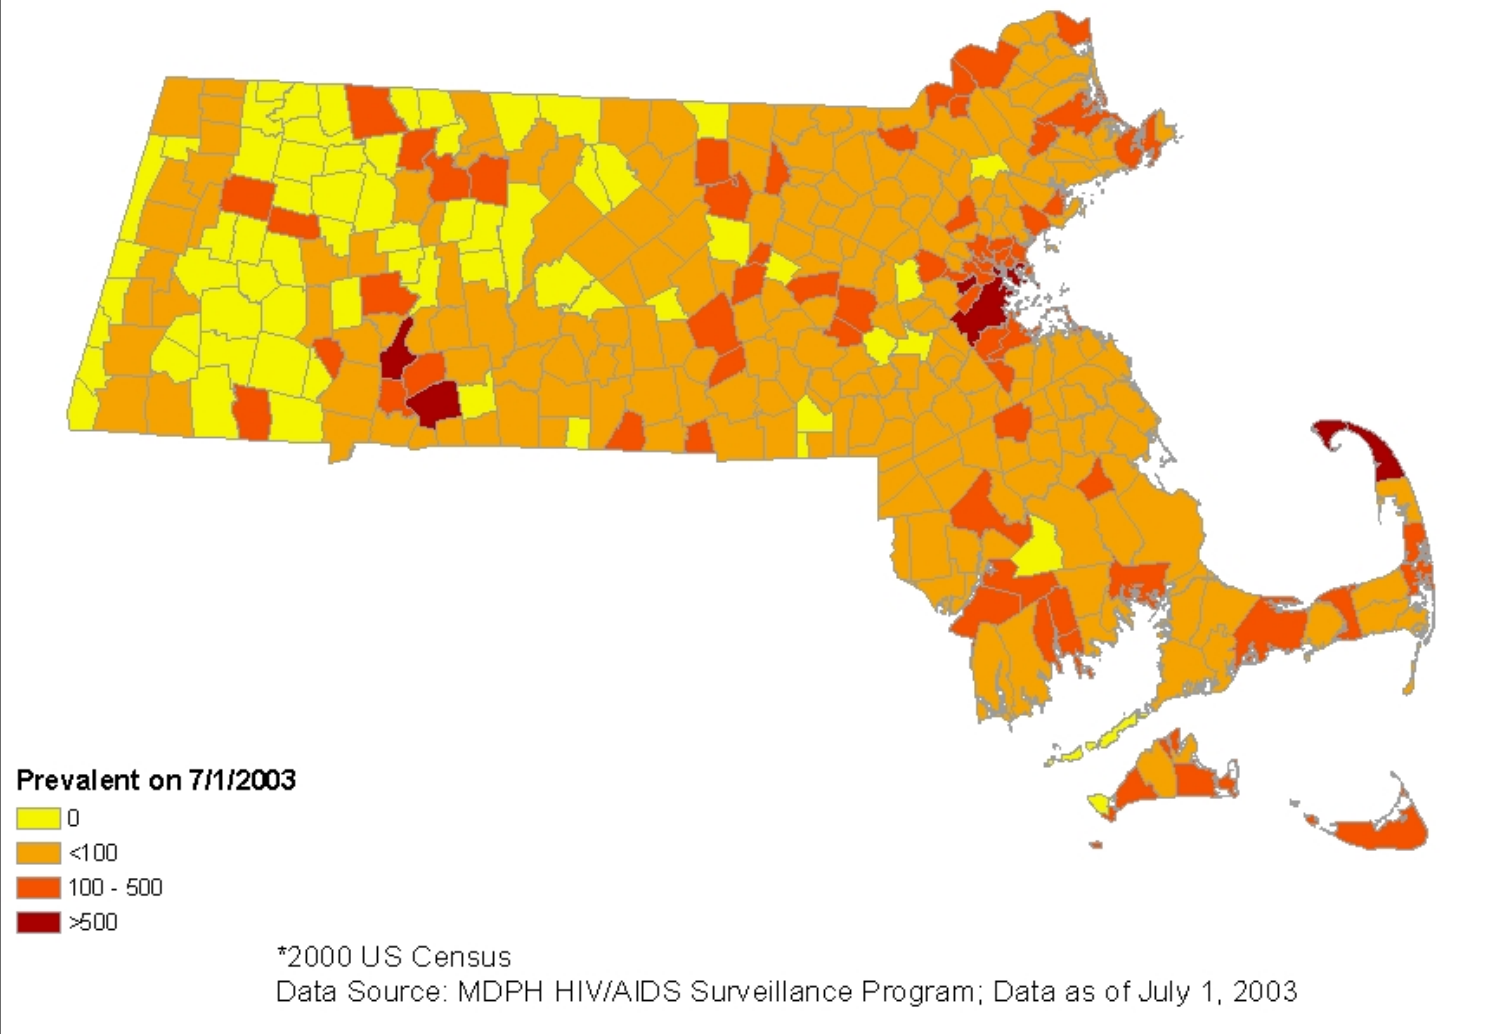 Prevalent on 7/1/2003
0
<100
100 - 500
>500
*2000 US Census
Data Source: MDPH HIV/AIDS Surveillance Program; Data as of July 1, 2003